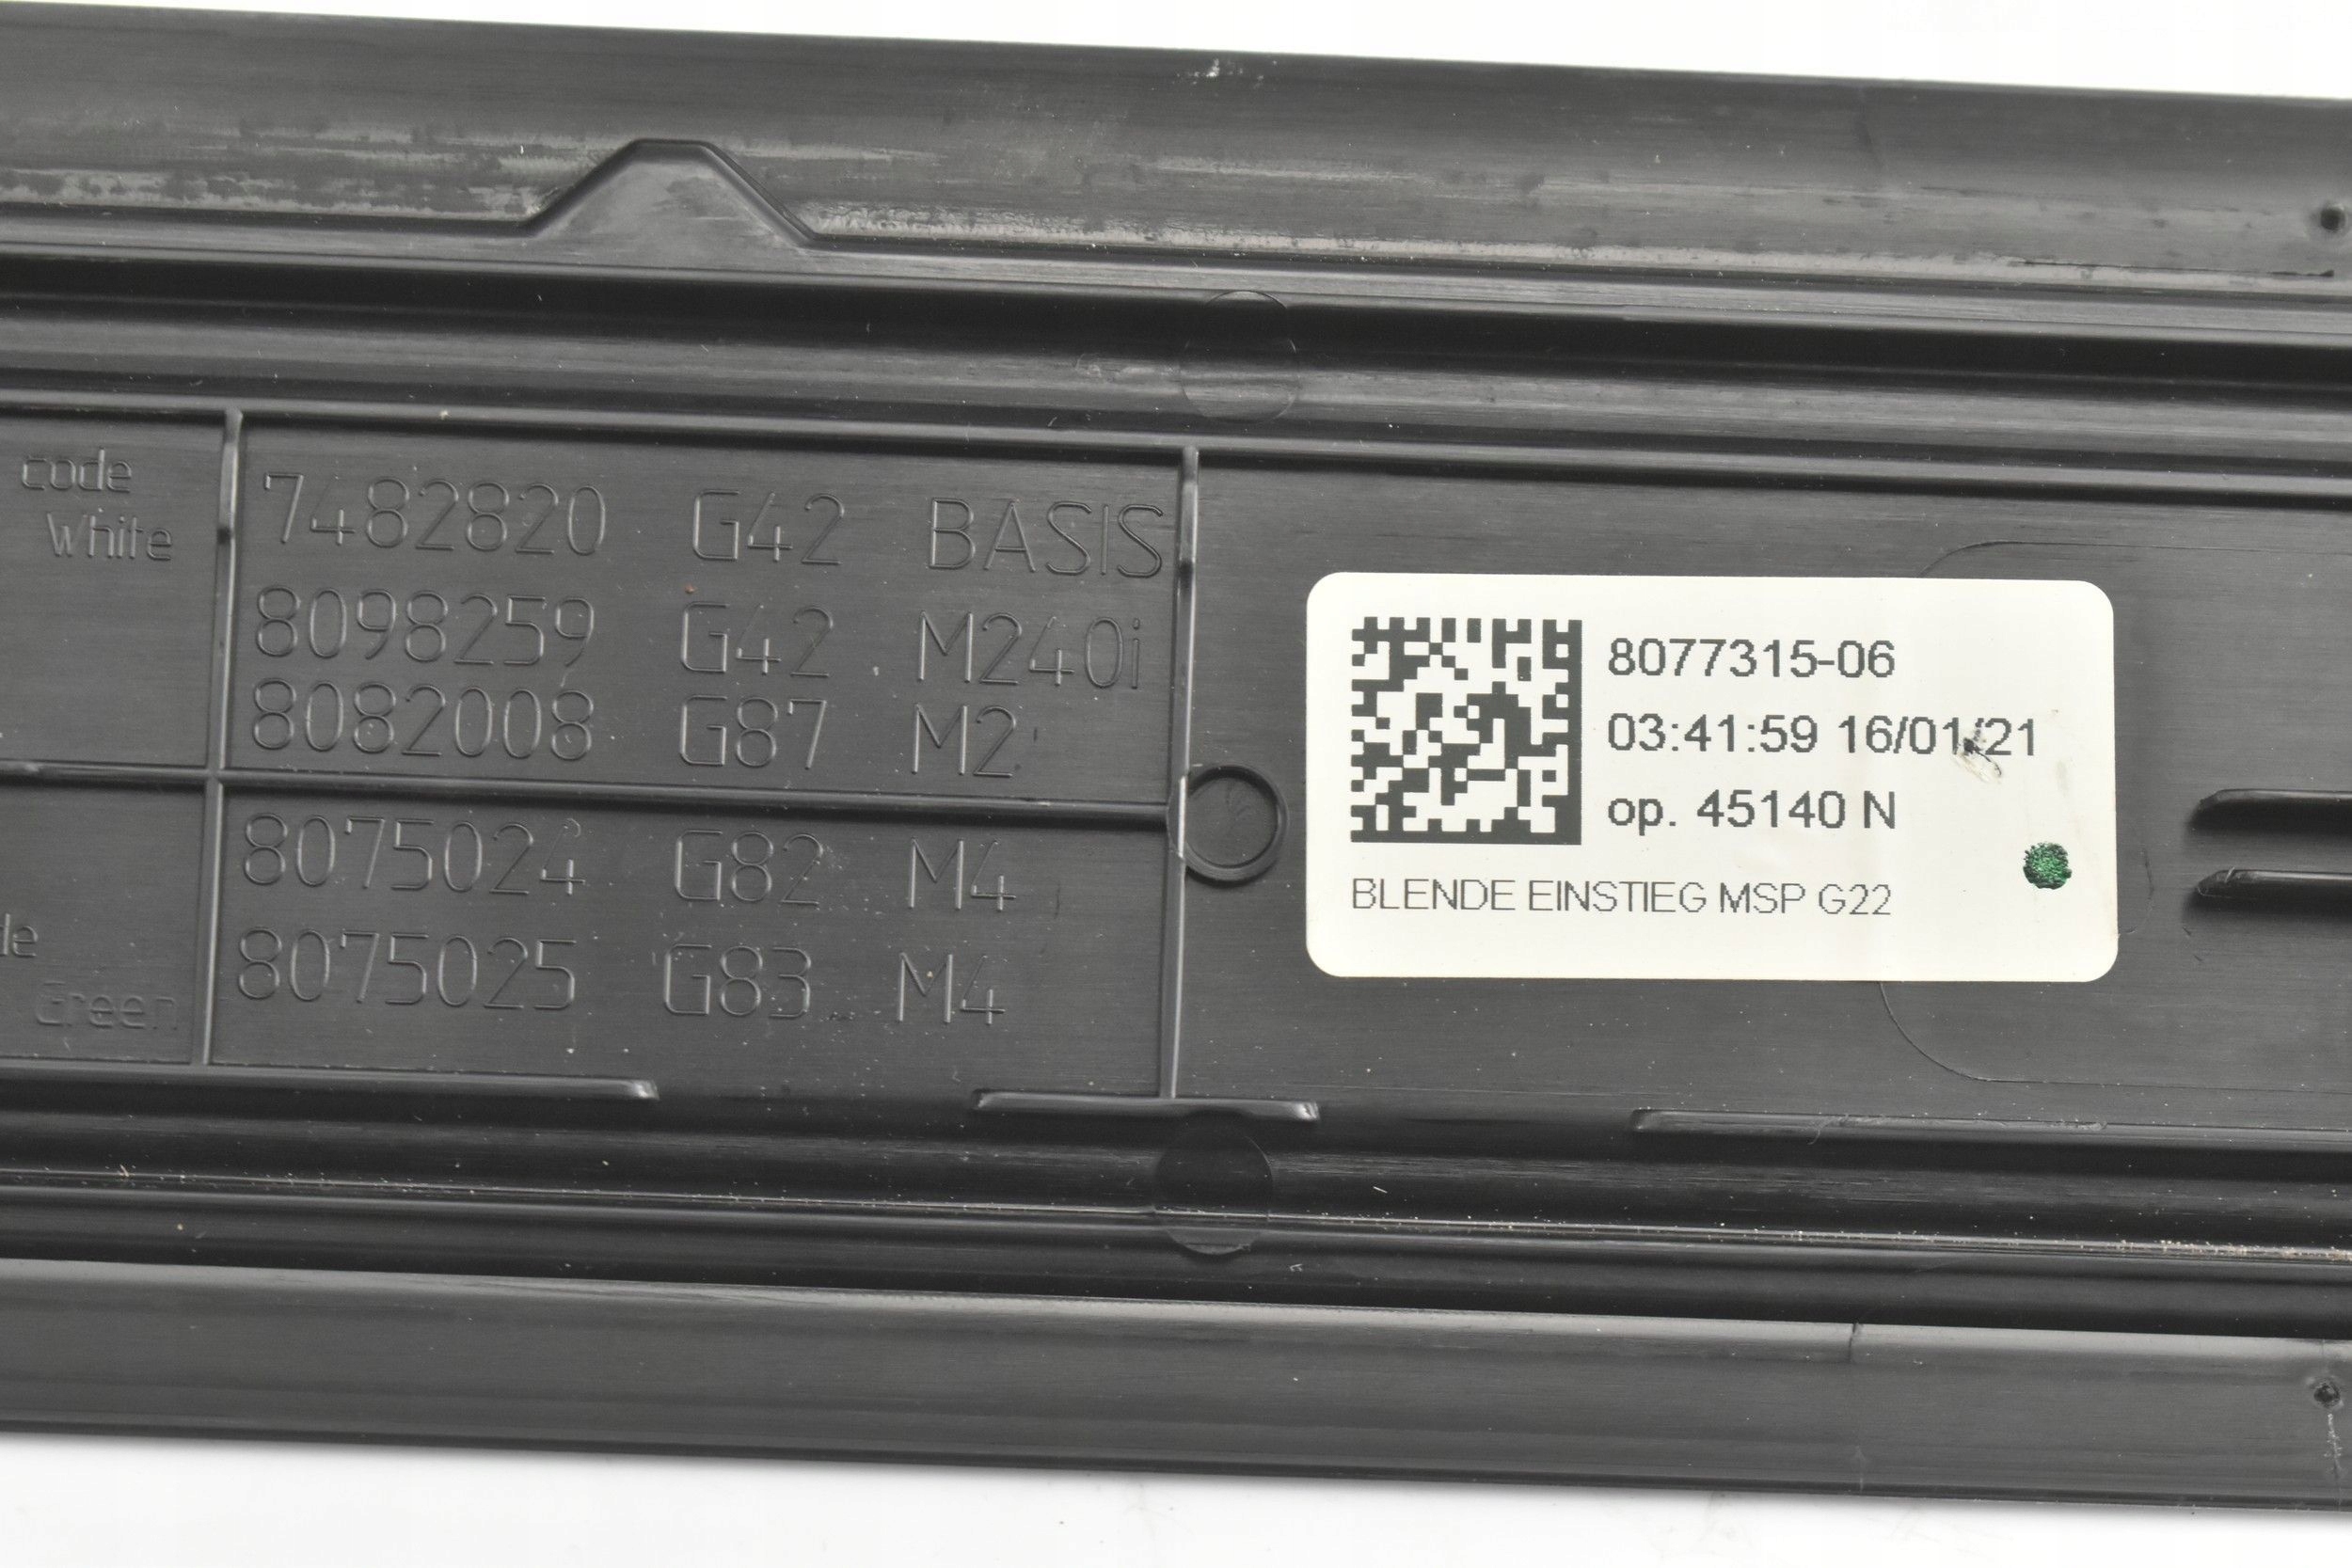 code
White
7482820 G42 BASIS
8098259 G42 M240i
8082008 G87 M2
8075024 G82 M4
8075025 G83 M4
de
Green
8077315-06
03:41:59 16/01/21
op. 45140 N
BLENDE EINSTIEG MSP G22